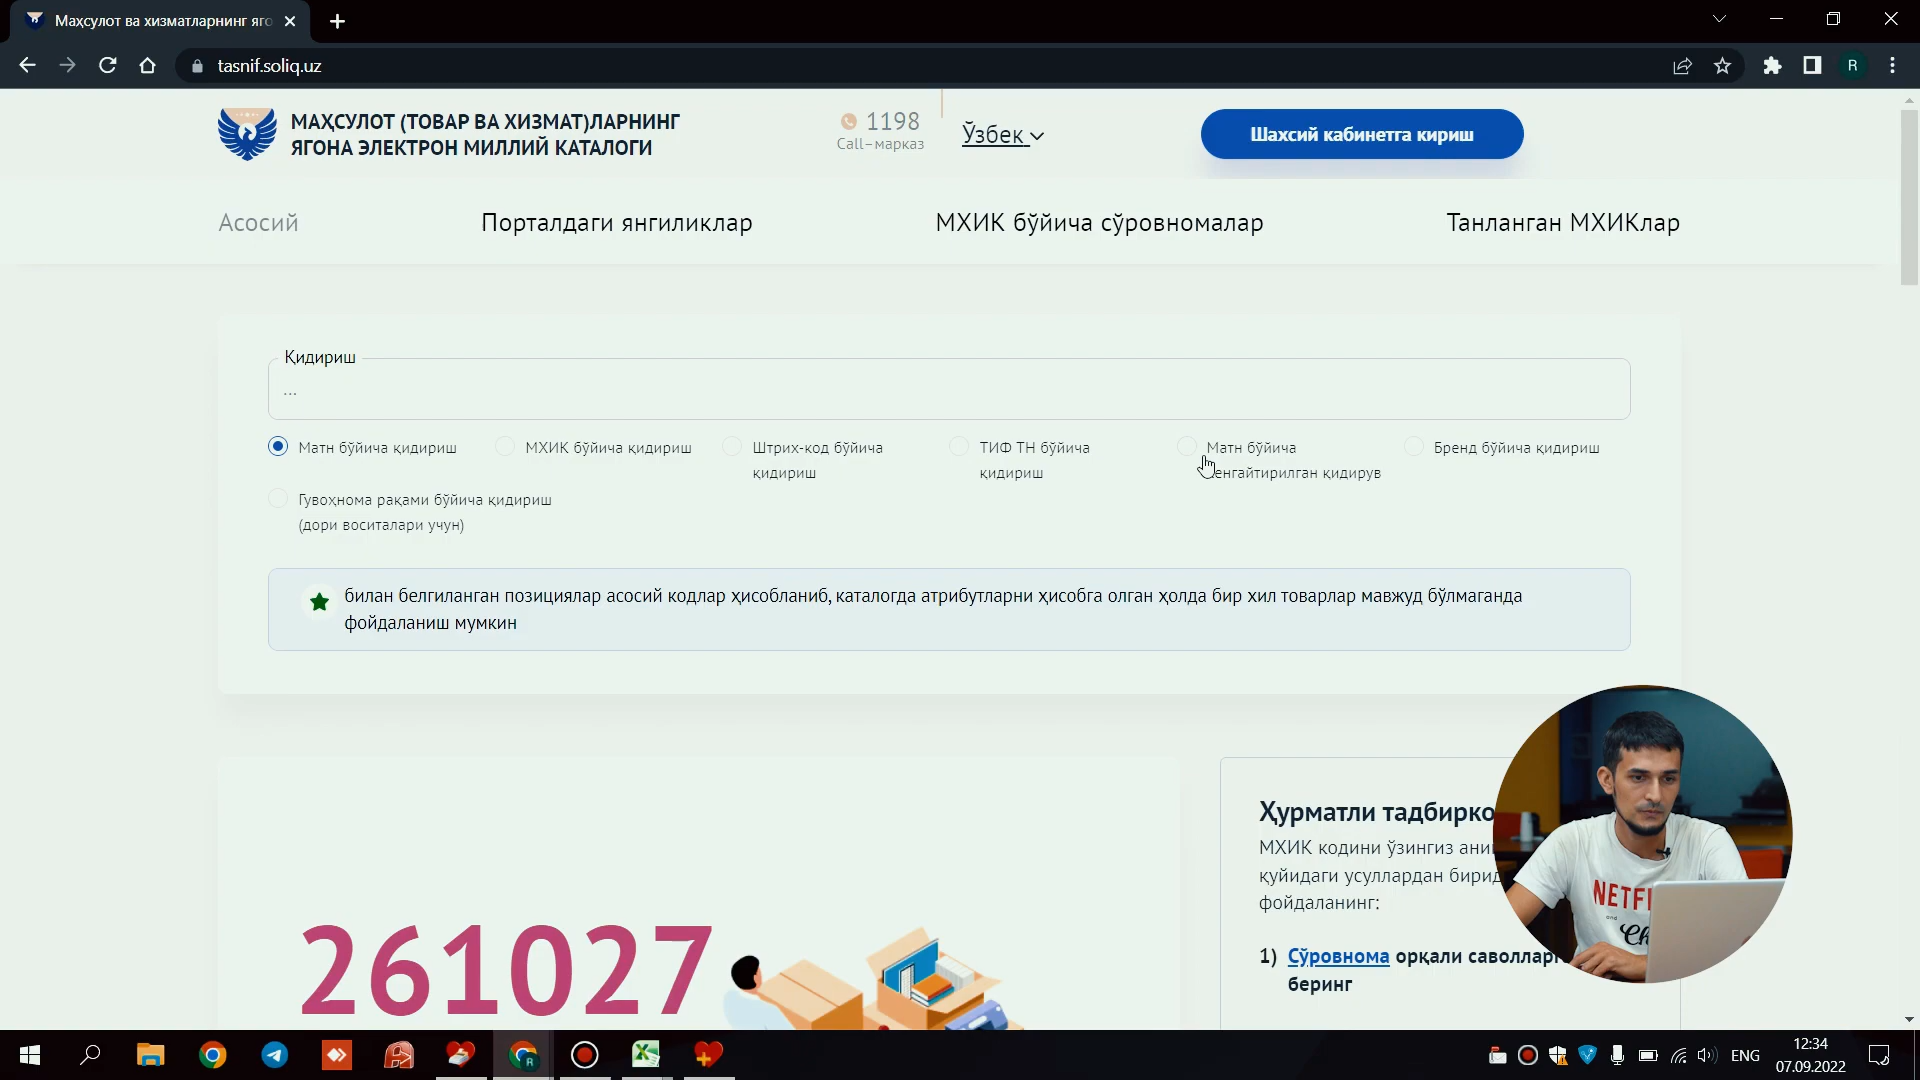 Маҳсулот ва хизматларнинг яго
tasnif.soliq.uz
R
МАҲСУЛОТ (ТОВАР ВА ХИЗМАТ)ЛАРНИНГ
ЯГОНА ЭЛЕКТРОН МИЛЛИЙ КАТАЛОГИ
1198
Call-марказ
Ўзбек
Шахсий кабинетга кириш
Асосий
Порталдаги янгиликлар
МХИК бўйича сўровномалар
Танланган МХИКлар
Қидириш
...
Матн бўйича қидириш
МХИК бўйича қидириш
Штрих-код бўйича
қидириш
ТИФ ТН бўйича
қидириш
Матн бўйича
енгайтирилган қидирув
Бренд бўйича қидириш
Гувоҳнома рақами бўйича қидириш
(дори воситалари учун)
билан белгиланган позициялар асосий кодлар ҳисобланиб, каталогда атрибутларни ҳисобга олган ҳолда бир хил товарлар мавжуд бўлмаганда
фойдаланиш мумкин
261027
Ҳурматли тадбирко
МХИК кодини ўзингиз ани
қуйидаги усуллардан бирид
фойдаланинг:
1) Сўровнома орқали саволларг
беринг
NETFL
and
Ch
ENG
12:34
07.09.2022